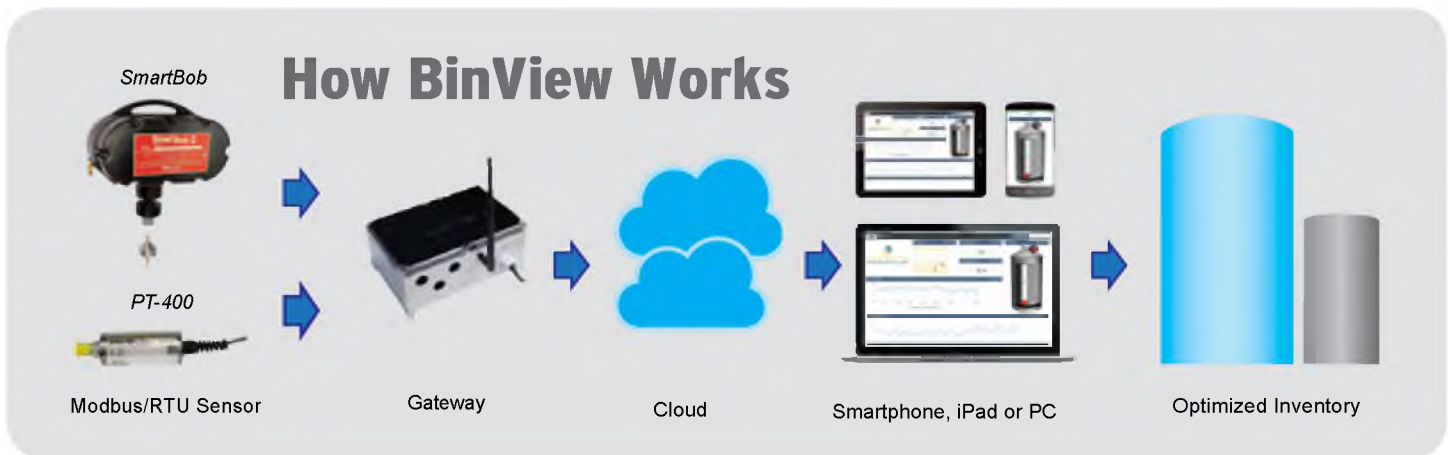 How BinView Works
SmartBob
PT-400
Modbus/RTU Sensor
Gateway
Cloud
Smartphone, iPad or PC
Optimized Inventory